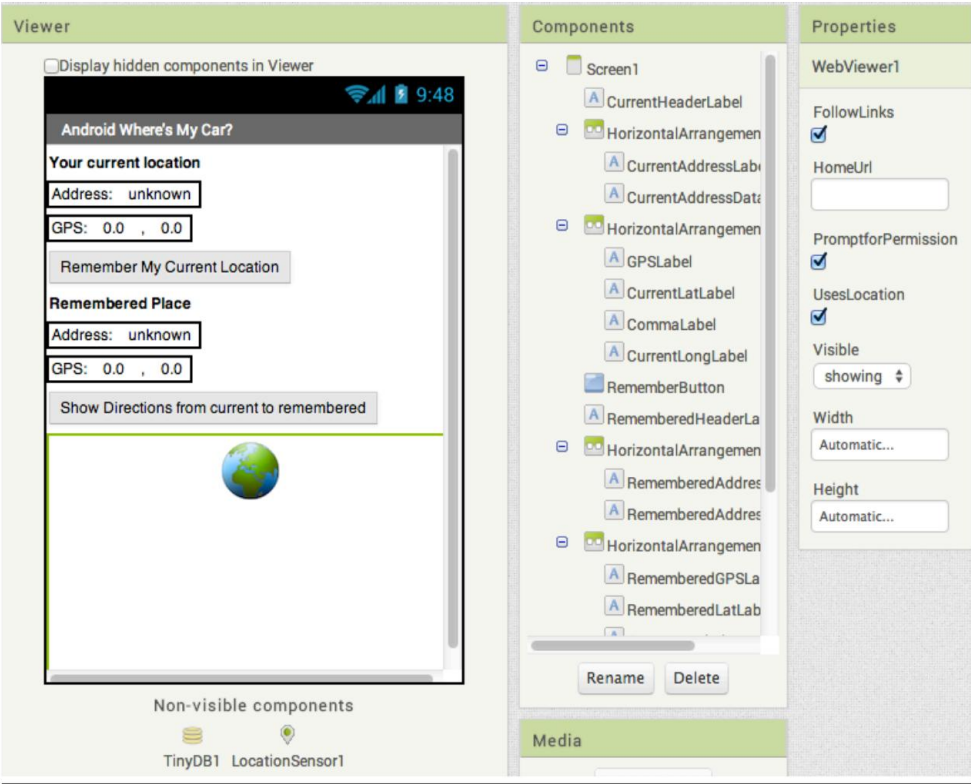 Viewer
Display hidden components in Viewer
9:48
Android Where's My Car?
Your current location
Address: unknown
GPS: 0.0 , 0.0
Remember My Current Location
Remembered Place
Address: unknown
GPS: 0.0 , 0.0
Show Directions from current to remembered
Non-visible components
TinyDB1 LocationSensor1
Components
Screen1
A CurrentHeaderLabel
HorizontalArrangemen
A CurrentAddressLabe
A CurrentAddressData
HorizontalArrangemen
A GPSLabel
A CurrentLatLabel
A CommaLabel
A CurrentLongLabel
RememberButton
A RememberedHeaderLa
HorizontalArrangemen
A RememberedAddres
A RememberedAddres
HorizontalArrangemen
A RememberedGPSLa
A RememberedLatLab
Rename Delete
Media
Properties
WebViewer1
FollowLinks
HomeUrl
PromptforPermission
UsesLocation
Visible
showing
Width
Automatic...
Height
Automatic...